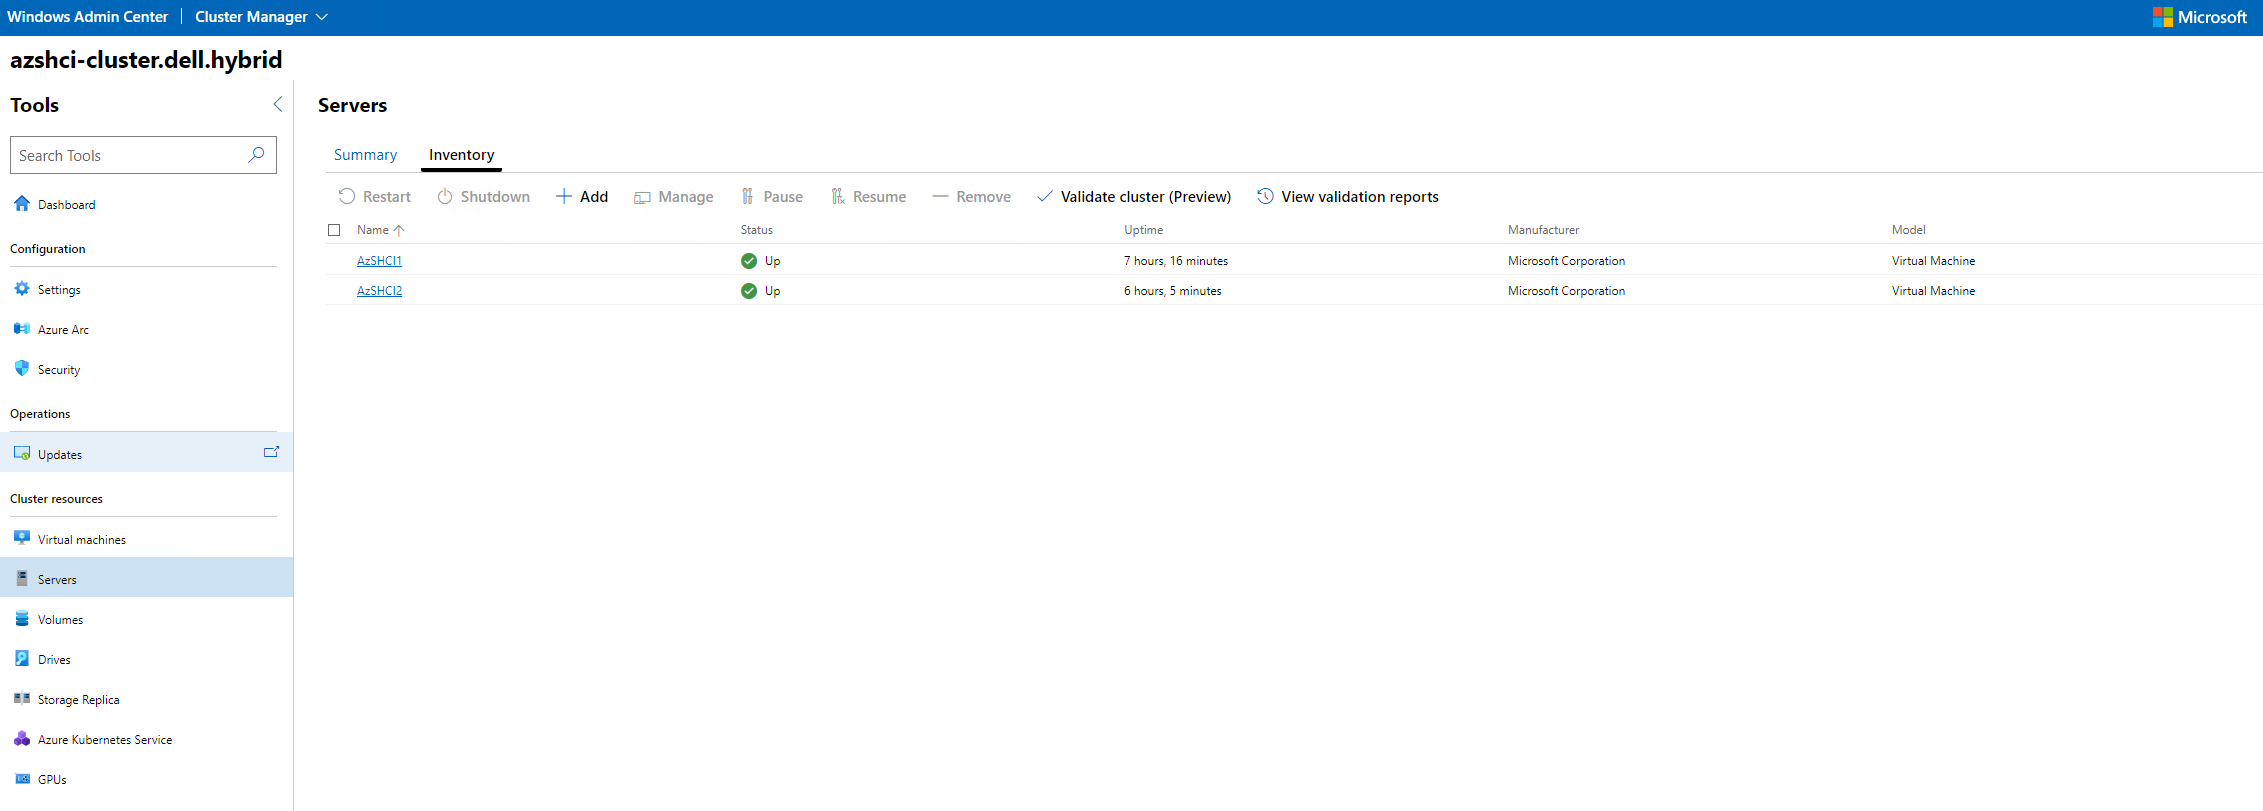 Windows Admin Center | Cluster Manager
Microsoft
azshci-cluster.dell.hybrid
Tools
Search Tools
Dashboard
Configuration
Settings
Azure Arc
Security
Operations
Updates
Cluster resources
Virtual machines
Servers
Volumes
Drives
Storage Replica
Azure Kubernetes Service
GPUs
Servers
Summary Inventory
Restart Shutdown Add Manage Pause Resume Remove Validate cluster (Preview) View validation reports
Name Status Uptime Manufacturer Model
AzSHCI1 Up 7 hours, 16 minutes Microsoft Corporation Virtual Machine
AzSHCI2 Up 6 hours, 5 minutes Microsoft Corporation Virtual Machine